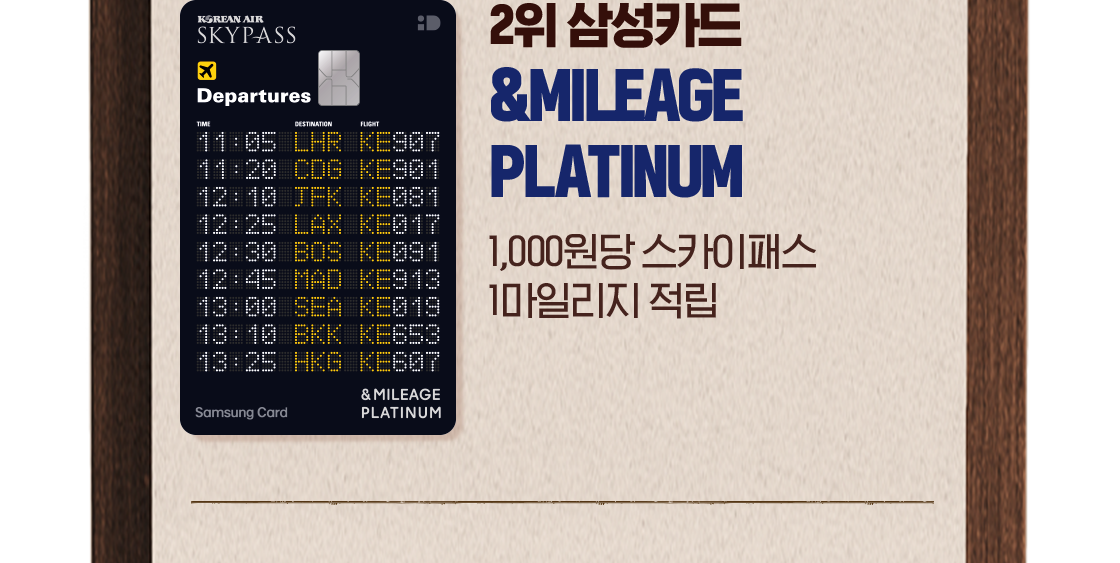 KOREAN AIR
SKYPASS
iD
Departures
TIME DESTINATION FLIGHT
11:05 LHR KE907
11:20 CDG KE901
12:10 JFK KE081
12:25 LAX KE017
12:30 BOS KE091
12:45 MAD KE913
13:00 SEA KE019
13:10 BKK KE653
13:25 HKG KE607
&MILEAGE
PLATINUM
Samsung Card
2위 삼성카드
&MILEAGE
PLATINUM
1,000원당 스카이패스
1마일리지 적립